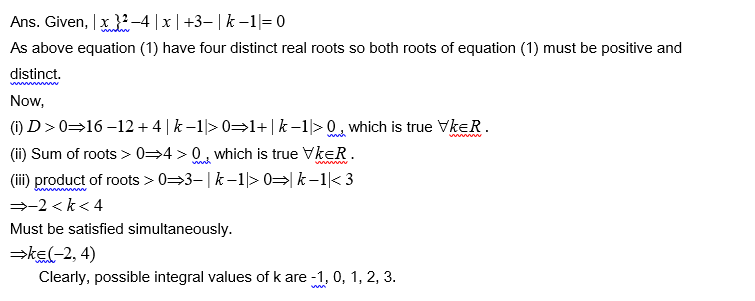 Ans. Given, | x }² –4 | x | +3– | k –1|= 0
As above equation (1) have four distinct real roots so both roots of equation (1) must be positive and
distinct.
Now,
(i) D > 0⇒16 –12 + 4 | k –1|> 0⇒1+ | k –1|> 0 , which is true ∀k∈R .
(ii) Sum of roots > 0⇒4 > 0 , which is true ∀k∈R .
(iii) product of roots > 0⇒3– | k –1|> 0⇒| k –1|< 3
⇒–2 < k < 4
Must be satisfied simultaneously.
⇒k∈(–2, 4)
Clearly, possible integral values of k are -1, 0, 1, 2, 3.